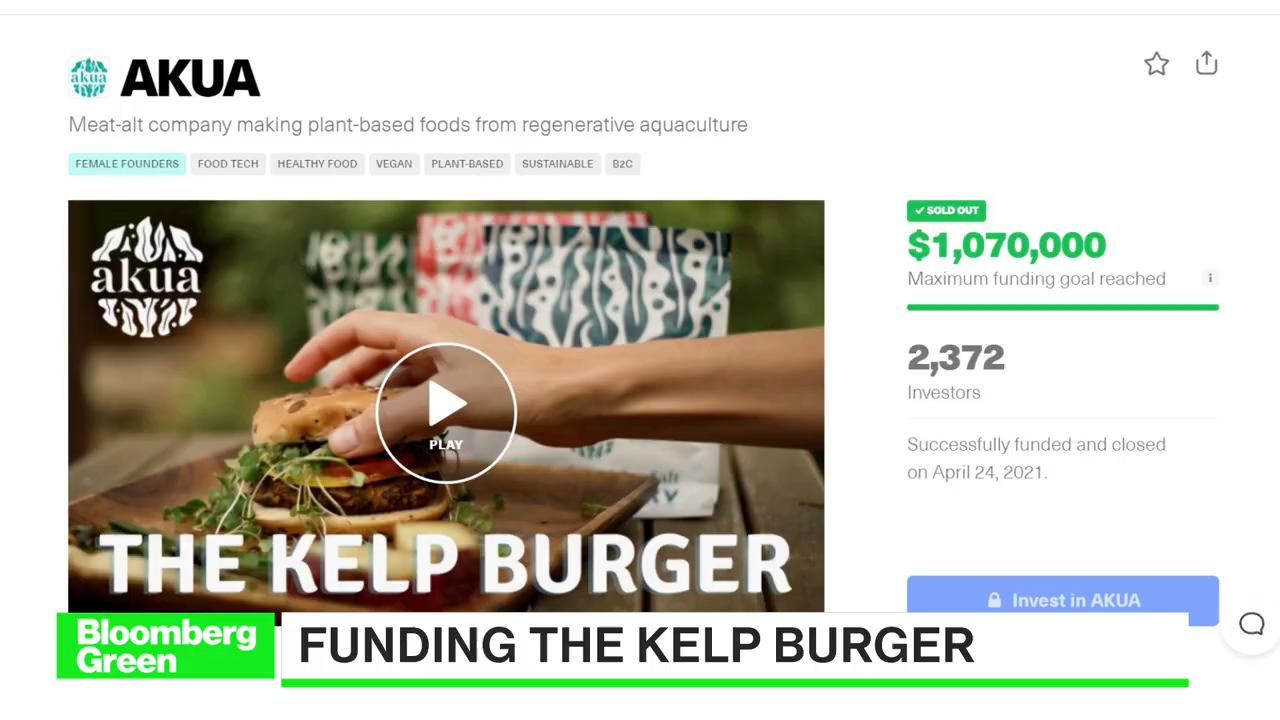 akua
AKUA
Meat-alt company making plant-based foods from regenerative aquaculture
FEMALE FOUNDERS
FOOD TECH
HEALTHY FOOD
VEGAN
PLANT-BASED
SUSTAINABLE
B2C
akua
PLAY
THE KELP BURGER
SOLD OUT
$1,070,000
Maximum funding goal reached
i
2,372
Investors
Successfully funded and closed
on April 24, 2021.
Invest in AKUA
Bloomberg
Green
FUNDING THE KELP BURGER